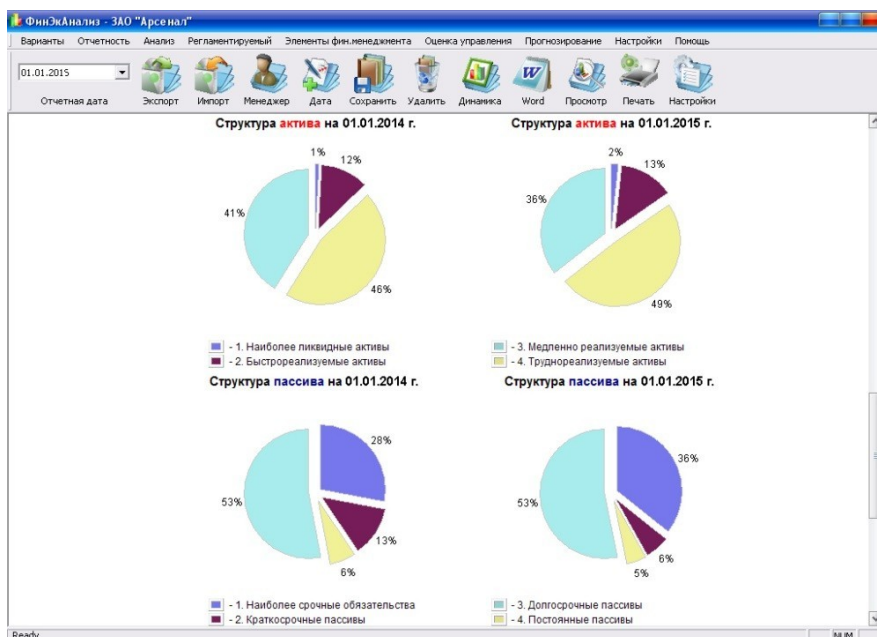 ФинЭкАнализ - ЗАО "Арсенал"
Варианты Отчетность Анализ Регламентируемый Элементы фин.менеджмента Оценка управления Прогнозирование Настройки Помощь
01.01.2015
Отчетная дата Экспорт Импорт Менеджер Дата Сохранить Удалить Динамика Word Просмотр Печать Настройки
Структура актива на 01.01.2014 г. Структура актива на 01.01.2015 г.
1% 12% 2% 13%
41% 36%
46% 49%
- 1. Наиболее ликвидные активы - 3. Медленно реализуемые активы
- 2. Быстрореализуемые активы - 4. Труднореализуемые активы
Структура пассива на 01.01.2014 г. Структура пассива на 01.01.2015 г.
28% 36%
53% 53%
13% 6%
6% 5%
- 1. Наиболее срочные обязательства - 3. Долгосрочные пассивы
- 2. Краткосрочные пассивы - 4. Постоянные пассивы
Ready NUM